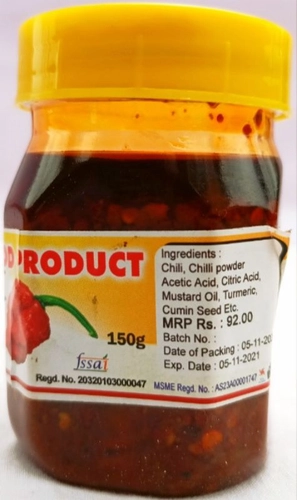 PRODUCT
150g
fssai
Regd. No. 20320103000047
Ingredients :
Chili, Chilli powder
Acetic Acid, Citric Acid,
Mustard Oil, Turmeric,
Cumin Seed Etc.
MRP Rs. : 92.00
Batch No. :
Date of Packing : 05-11-20
Exp. Date : 05-11-2021
MSME Regd. No. : AS23A0001747